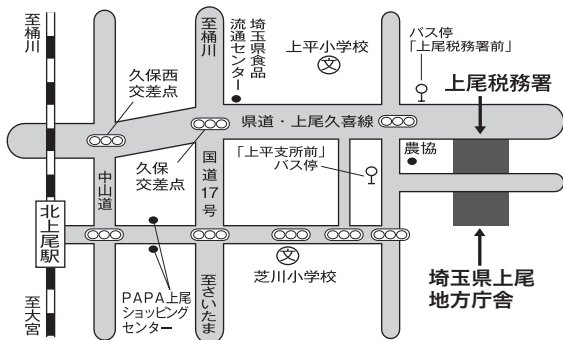 至桶川
至桶川
埼玉県食品
流通センター
上平小学校
文
バス停
「上尾税務署前」
上尾税務署
久保西
交差点
県道・上尾久喜線
久保
交差点
「上平支所前」
バス停
農協
中山道
国道17号
北上尾駅
芝川小学校
文
埼玉県上尾
地方庁舎
PAPA上尾
ショッピング
センター
至さいたま
至大宮